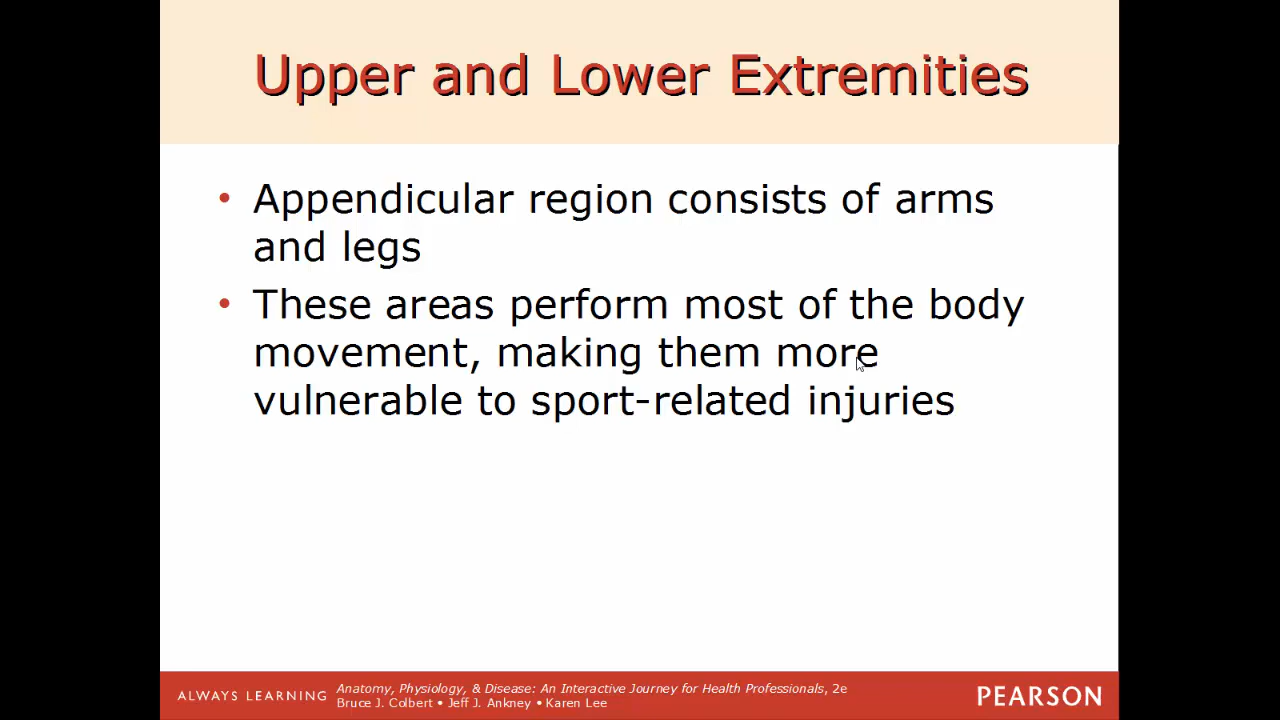 Upper and Lower Extremities
• Appendicular region consists of arms
and legs
• These areas perform most of the body
movement, making them more
vulnerable to sport-related injuries
ALWAYS LEARNING
Anatomy, Physiology, & Disease: An Interactive Journey for Health Professionals, 2e
Bruce J. Colbert • Jeff J. Ankney • Karen Lee
PEARSON